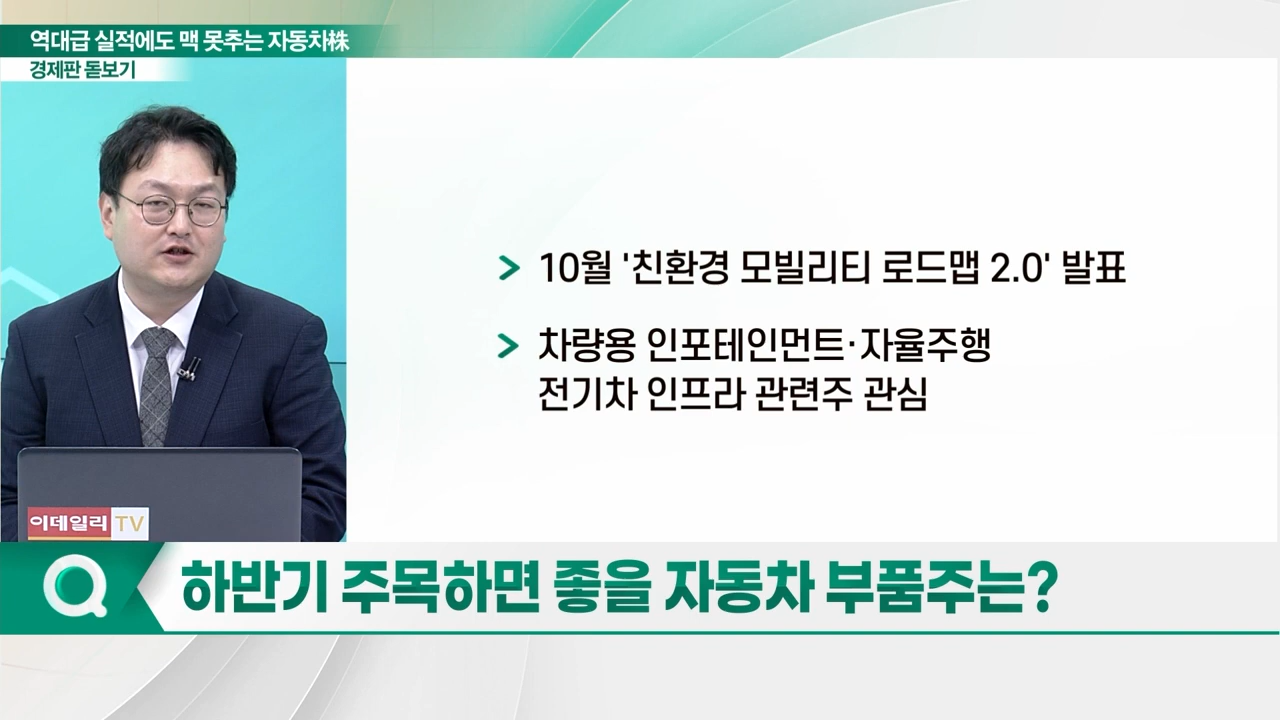 역대급 실적에도 맥 못추는 자동차株
경제판 돋보기
> 10월 '친환경 모빌리티 로드맵 2.0' 발표
> 차량용 인포테인먼트·자율주행
전기차 인프라 관련주 관심
이데일리TV
Q 하반기 주목하면 좋을 자동차 부품주는?